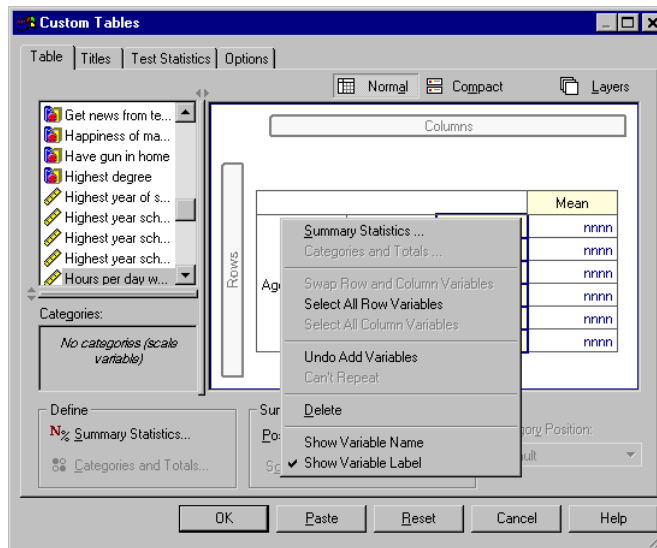 Custom Tables
Table Titles Test Statistics Options
Normal Compact Layers
Get news from te...
Happiness of ma...
Have gun in home
Highest degree
Highest year of s...
Highest year sch...
Highest year sch...
Highest year sch...
Hours per day w...
Categories:
No categories (scale
variable)
Columns
Rows
Mean
nnnn
nnnn
nnnn
nnnn
nnnn
nnnn
Summary Statistics ...
Categories and Totals ...
Swap Row and Column Variables
Select All Row Variables
Select All Column Variables
Undo Add Variables
Can't Repeat
Delete
Show Variable Name
Show Variable Label
Define
N% Summary Statistics...
Categories and Totals...
Position:
OK Paste Reset Cancel Help